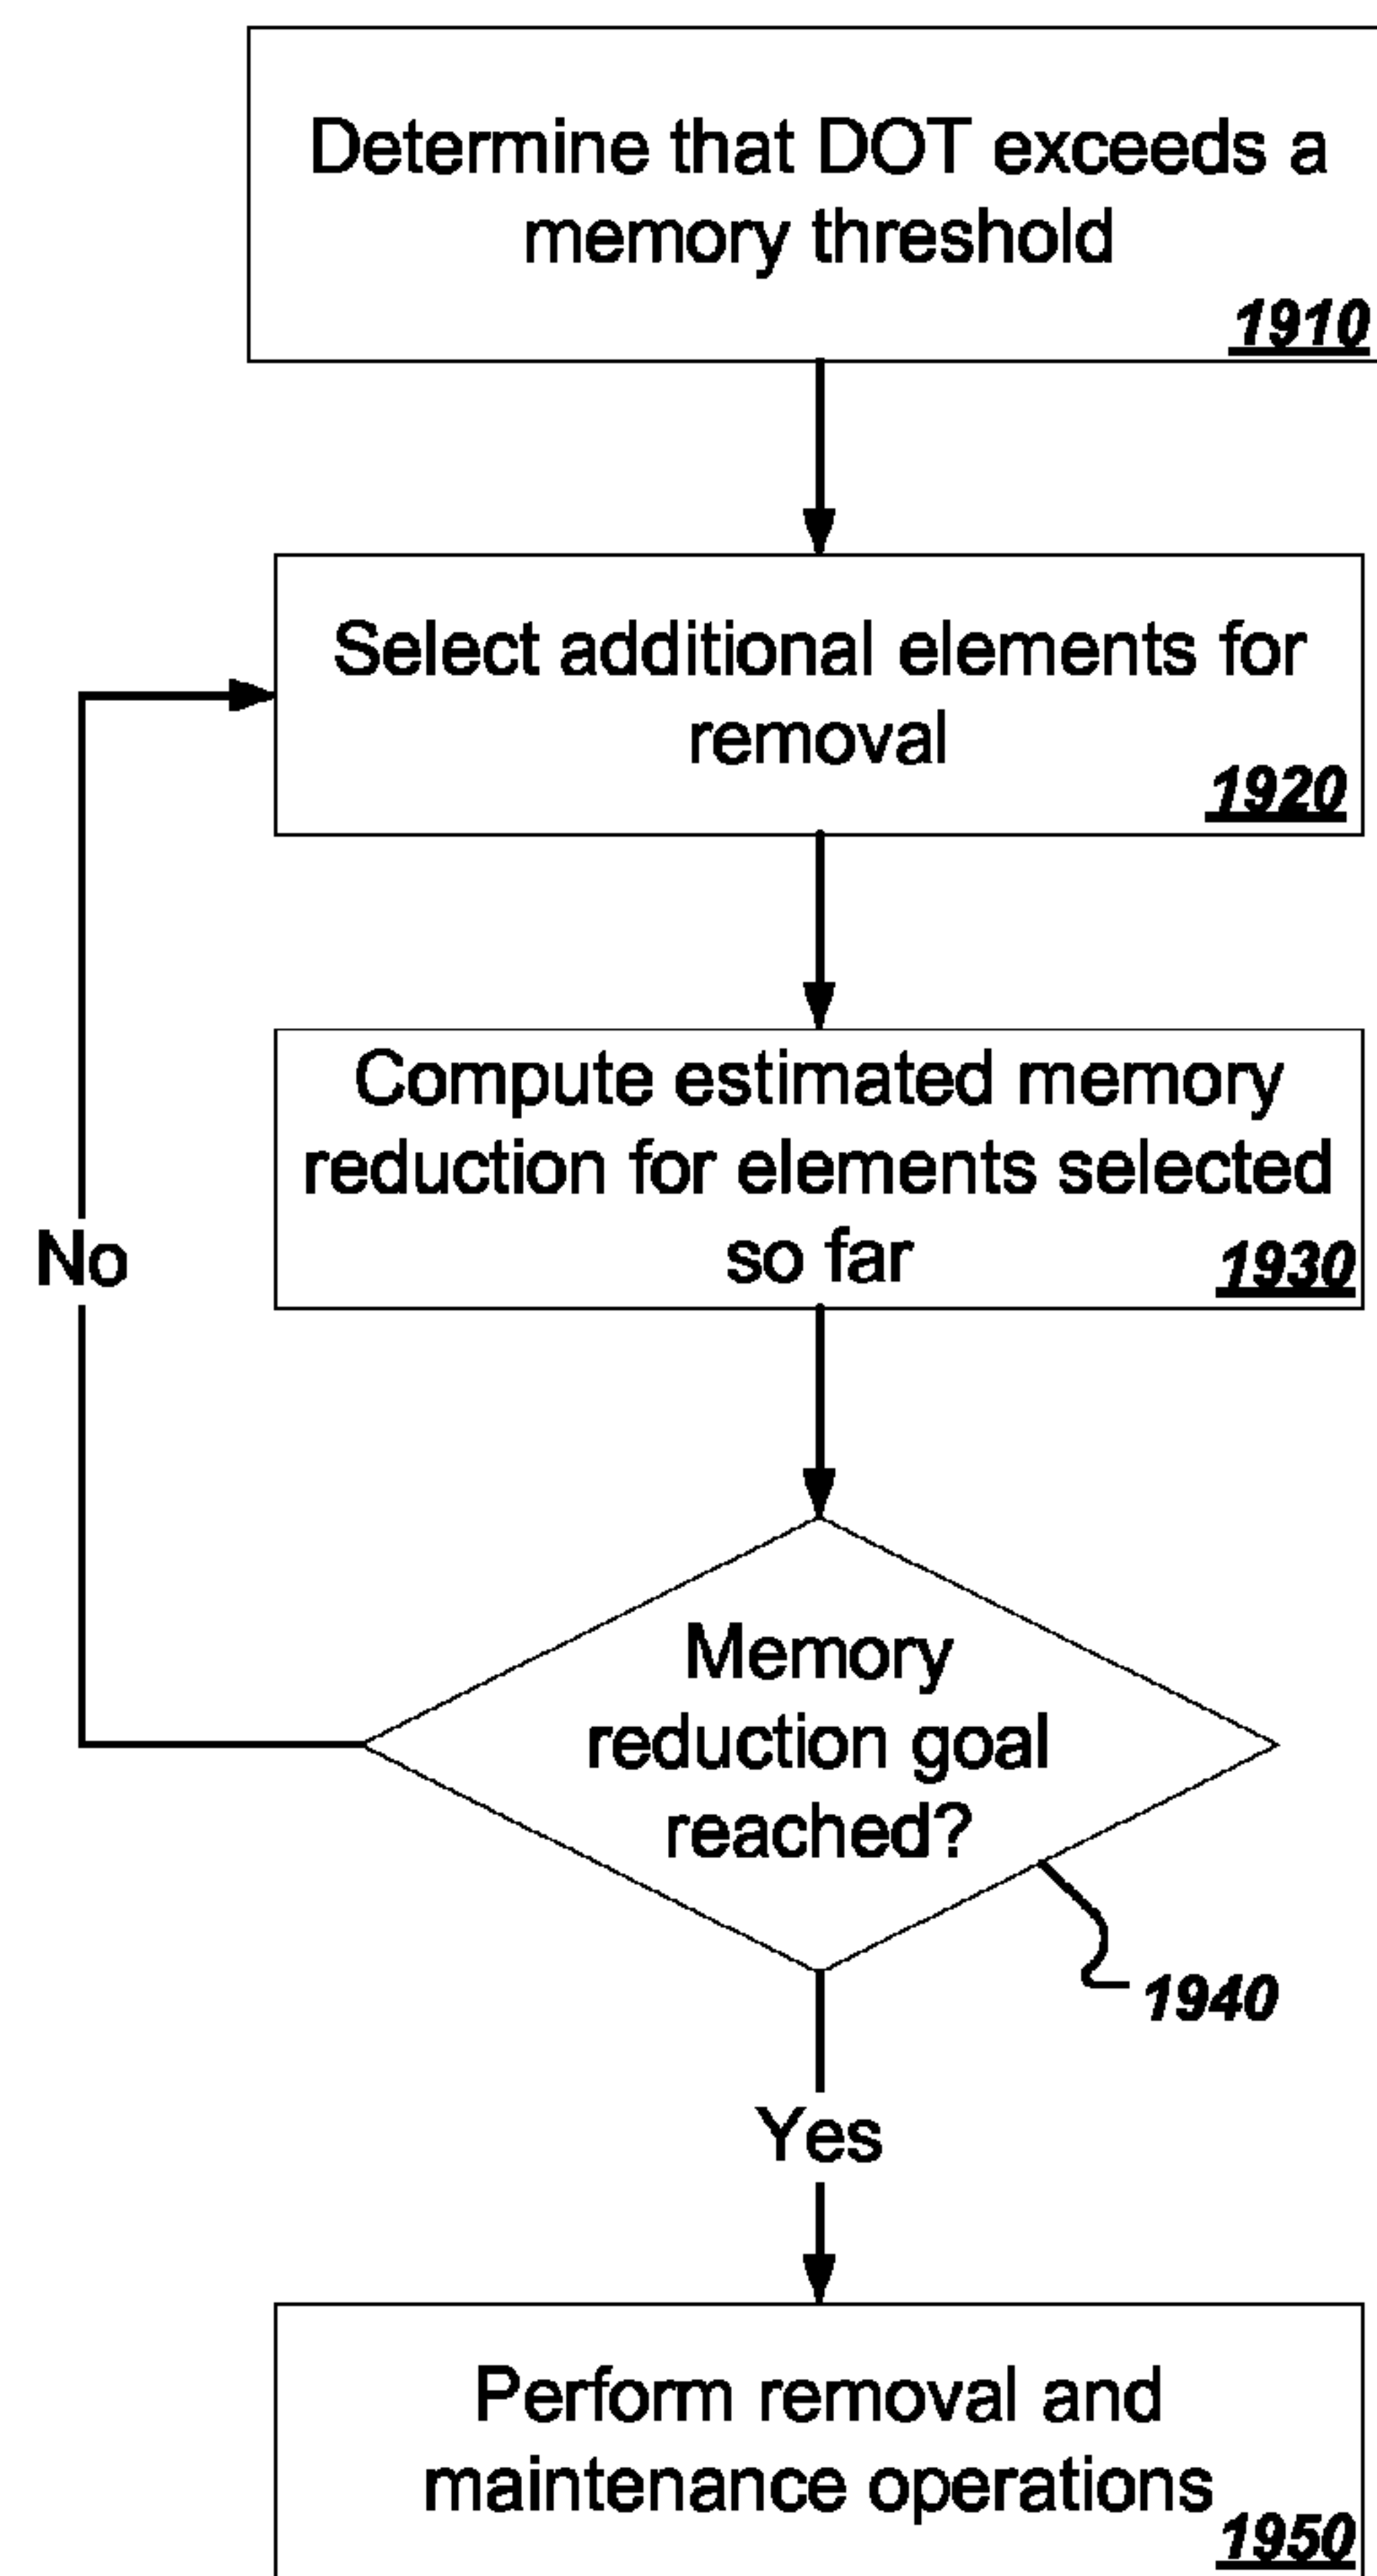 Determine that DOT exceeds a
memory threshold
1910
Select additional elements for
removal
1920
Compute estimated memory
reduction for elements selected
so far
1930
No
Memory
reduction goal
reached?
1940
Yes
Perform removal and
maintenance operations
1950